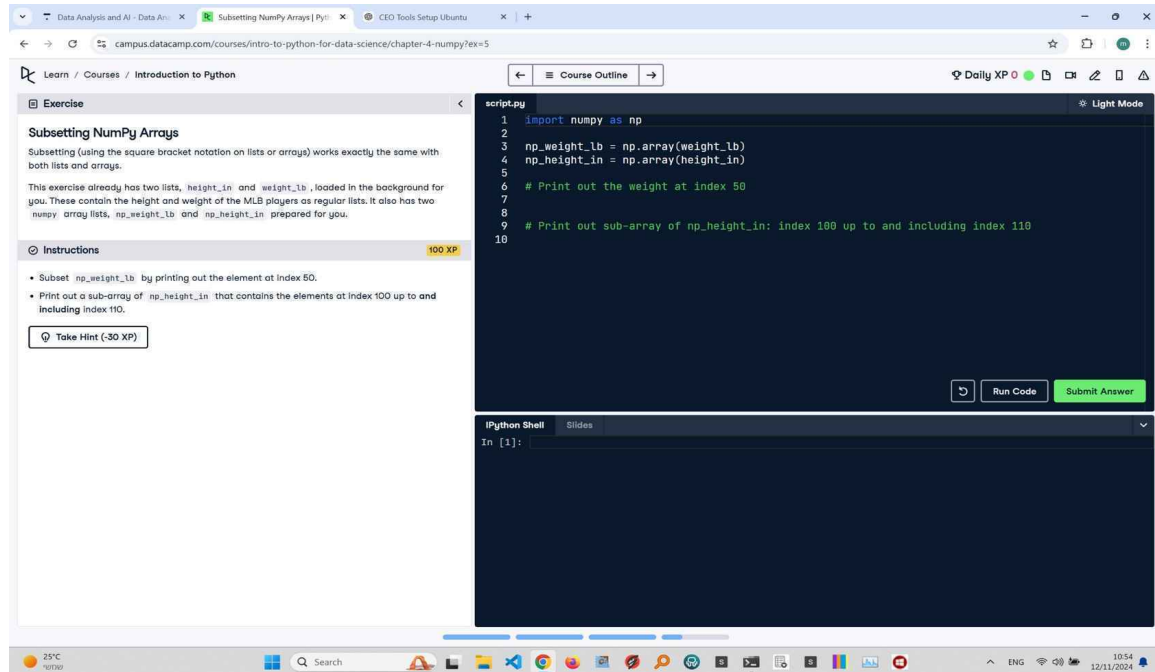 Data Analysis and AI - Data An
Subsetting NumPy Arrays | Pyt
CEO Tools Setup Ubuntu
campus.datacamp.com/courses/intro-to-python-for-data-science/chapter-4-numpy?ex=5
m
Learn / Courses / Introduction to Python
Course Outline
Daily XP 0
Exercise
Subsetting NumPy Arrays
Subsetting (using the square bracket notation on lists or arrays) works exactly the same with
both lists and arrays.
This exercise already has two lists, height_in and weight_lb , loaded in the background for
you. These contain the height and weight of the MLB players as regular lists. It also has two
numpy array lists, np_weight_lb and np_height_in prepared for you.
Instructions
100 XP
• Subset np_weight_lb by printing out the element at index 50.
• Print out a sub-array of np_height_in that contains the elements at index 100 up to and
including index 110.
Take Hint (-30 XP)
script.py
Light Mode
1 import numpy as np
2
3 np_weight_lb = np.array(weight_lb)
4 np_height_in = np.array(height_in)
5
6 # Print out the weight at index 50
7
8
9 # Print out sub-array of np_height_in: index 100 up to and including index 110
10
Run Code
Submit Answer
IPython Shell
Slides
In [1]:
25°C
שמשי
Search
ENG
10:54
12/11/2024